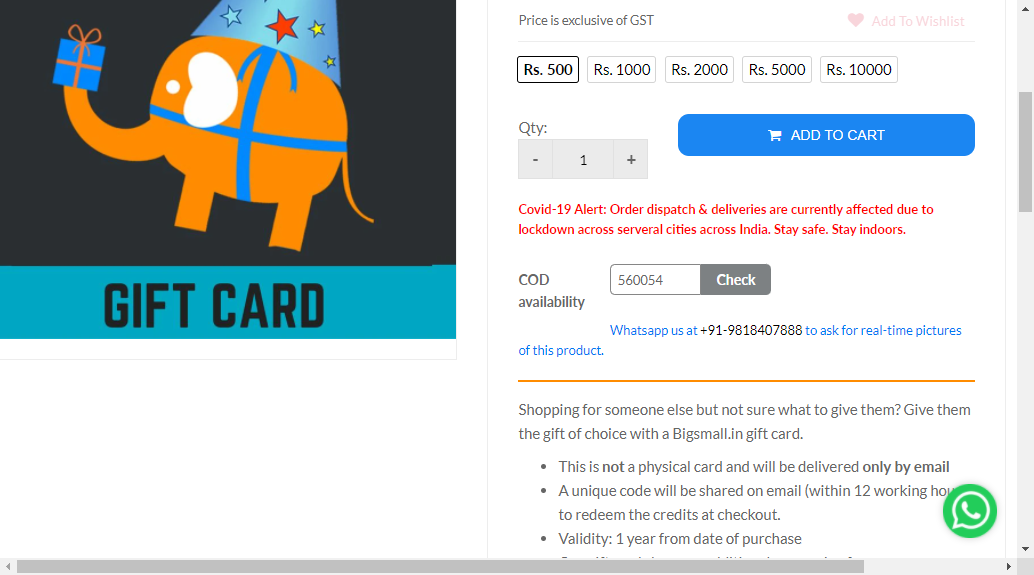 Price is exclusive of GST
Add To Wishlist
Rs. 500
Rs. 1000
Rs. 2000
Rs. 5000
Rs. 10000
Qty:
- 1 +
ADD TO CART
Covid-19 Alert: Order dispatch & deliveries are currently affected due to
lockdown across serveral cities across India. Stay safe. Stay indoors.
COD
availability
560054
Check
Whatsapp us at +91-9818407888 to ask for real-time pictures
of this product.
GIFT CARD
Shopping for someone else but not sure what to give them? Give them
the gift of choice with a Bigsmall.in gift card.
• This is not a physical card and will be delivered only by email
• A unique code will be shared on email (within 12 working
to redeem the credits at checkout.
• Validity: 1 year from date of purchase